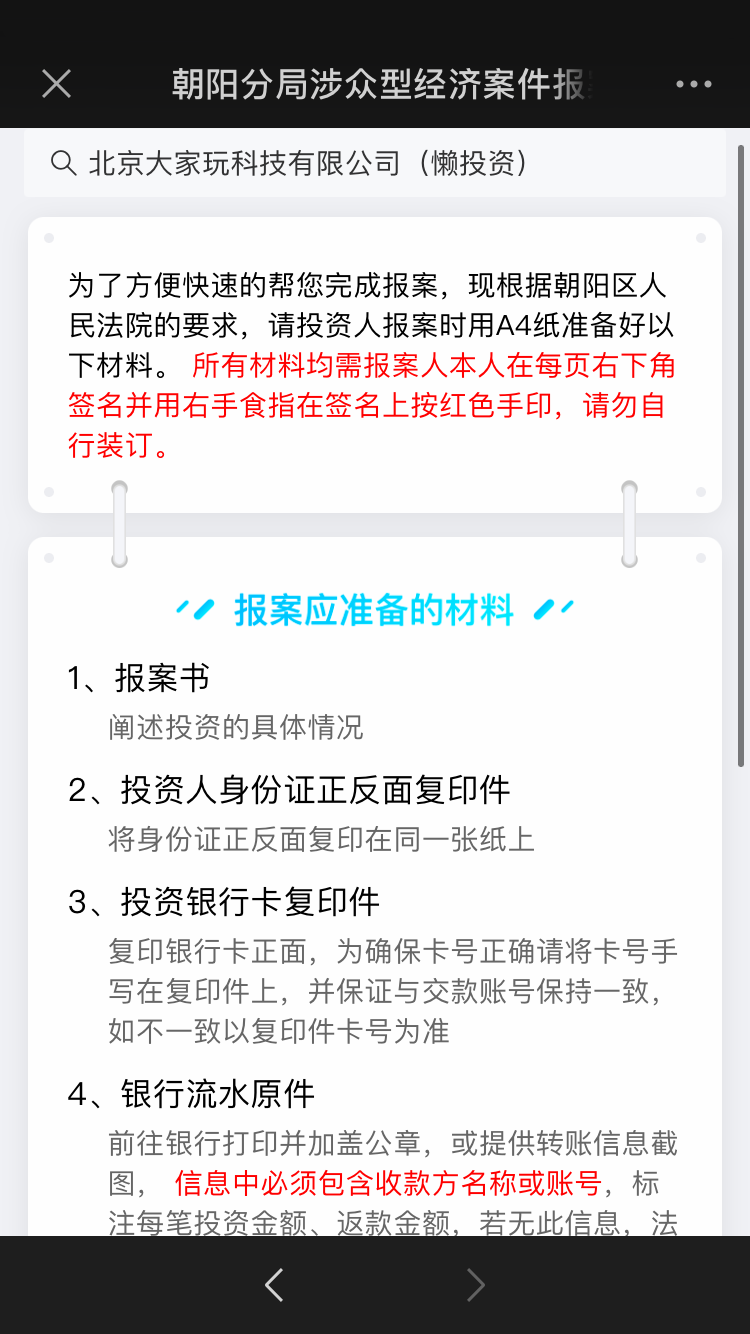 朝阳分局涉众型经济案件报
北京大家玩科技有限公司（懒投资）
为了方便快速的帮您完成报案，现根据朝阳区人
民法院的要求，请投资人报案时用A4纸准备好以
下材料。 所有材料均需报案人本人在每页右下角
签名并用右手食指在签名上按红色手印，请勿自
行装订。
报案应准备的材料
1、报案书
阐述投资的具体情况
2、投资人身份证正反面复印件
将身份证正反面复印在同一张纸上
3、投资银行卡复印件
复印银行卡正面，为确保卡号正确请将卡号手
写在复印件上，并保证与交款账号保持一致，
如不一致以复印件卡号为准
4、银行流水原件
前往银行打印并加盖公章，或提供转账信息截
图， 信息中必须包含收款方名称或账号，标
注每笔投资金额、返款金额，若无此信息，法